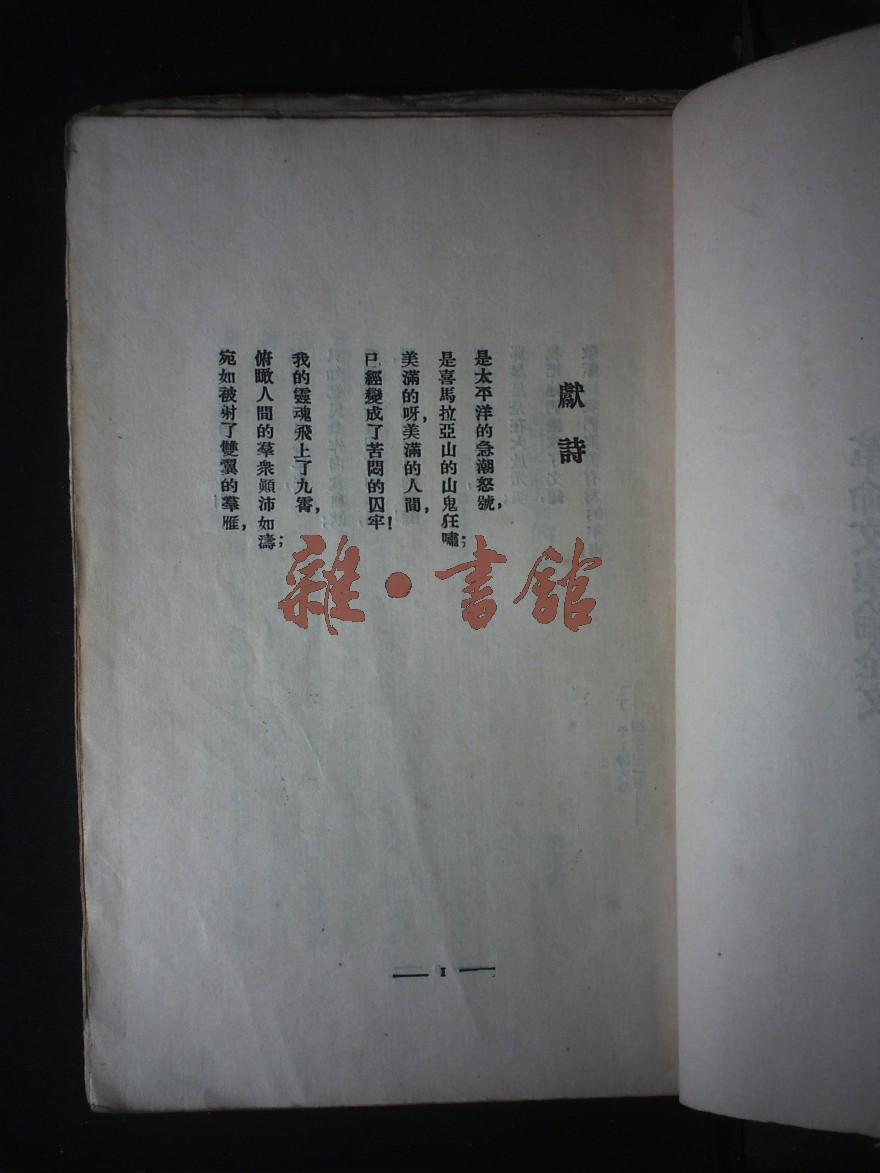 獻詩
是太平洋的急潮怒號，
是喜馬拉亞山的山鬼狂嘯；
美滿的呀，美滿的人間，
已經變成了苦悶的囚牢！
我的靈魂飛上了九霄，
俯瞰人間的羣衆顚沛如濤；
宛如被射了雙翼的羣雁，
雜·書館
— 1 —